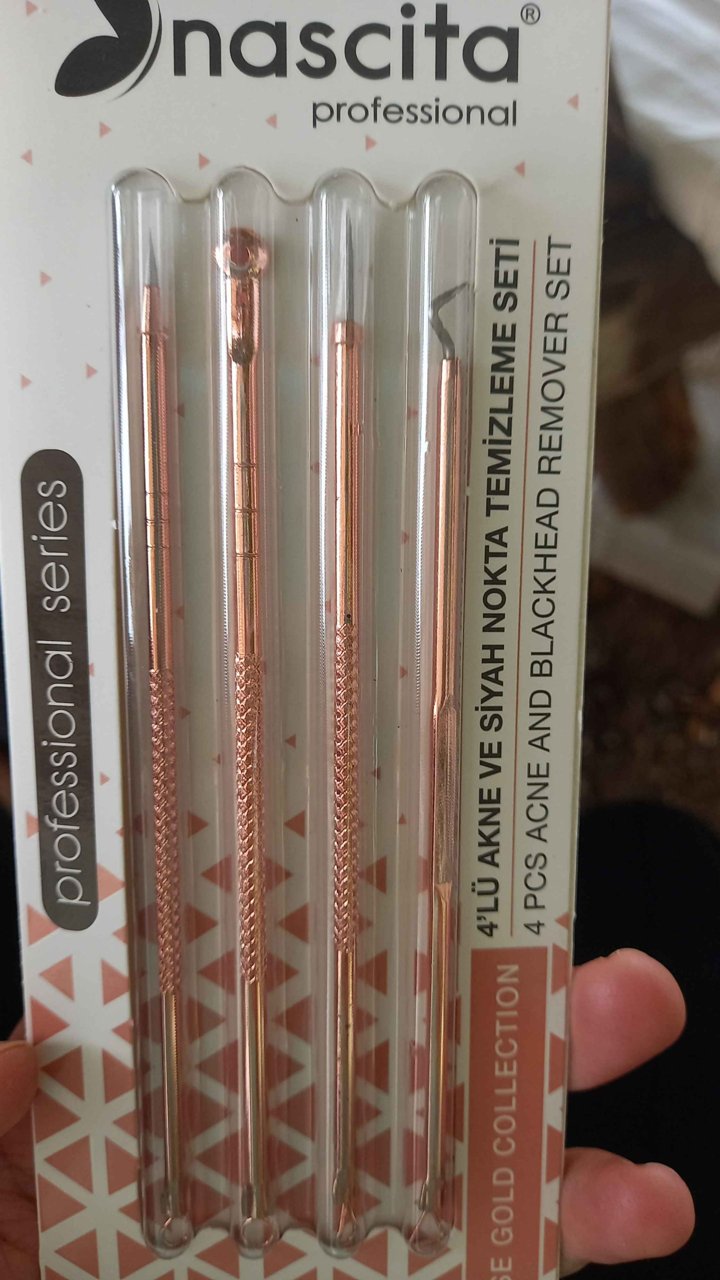 nascita®
professional
professional series
4'LÜ AKNE VE SİYAH NOKTA TEMİZLEME SETİ
4 PCS ACNE AND BLACKHEAD REMOVER SET
GOLD COLLECTION